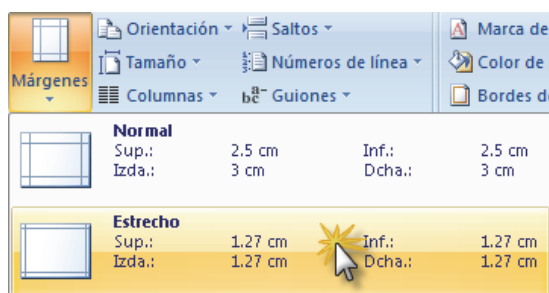 Orientación Saltos Marca de
Tamaño Números de línea Color de
Márgenes
Columnas Guiones Bordes d
Normal
Sup.: 2.5 cm Inf.: 2.5 cm
Izda.: 3 cm Dcha.: 3 cm
Estrecho
Sup.: 1.27 cm Inf.: 1.27 cm
Izda.: 1.27 cm Dcha.: 1.27 cm